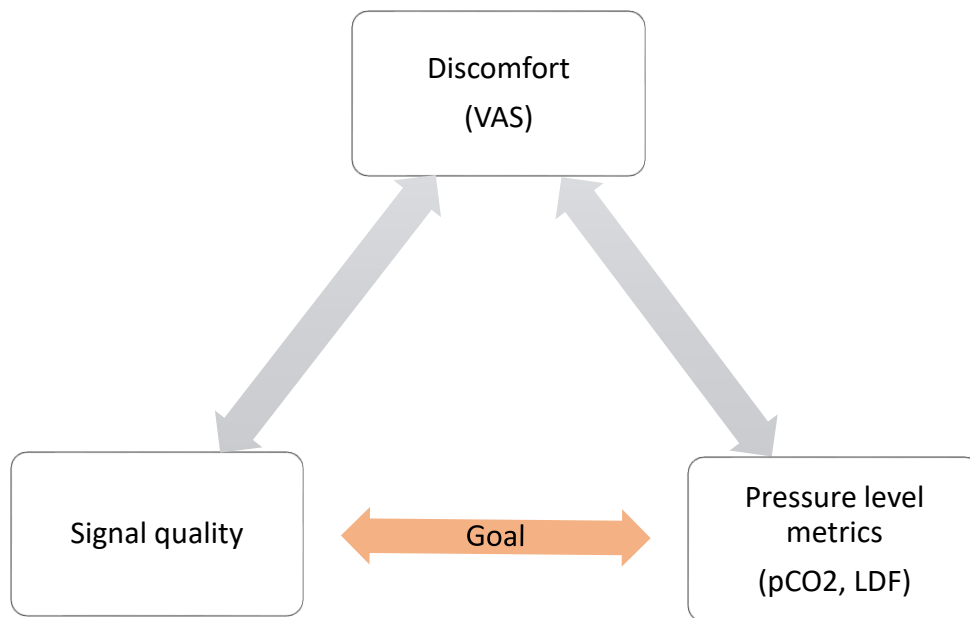 Discomfort
(VAS)
Signal quality
Goal
Pressure level
metrics
(pCO2, LDF)